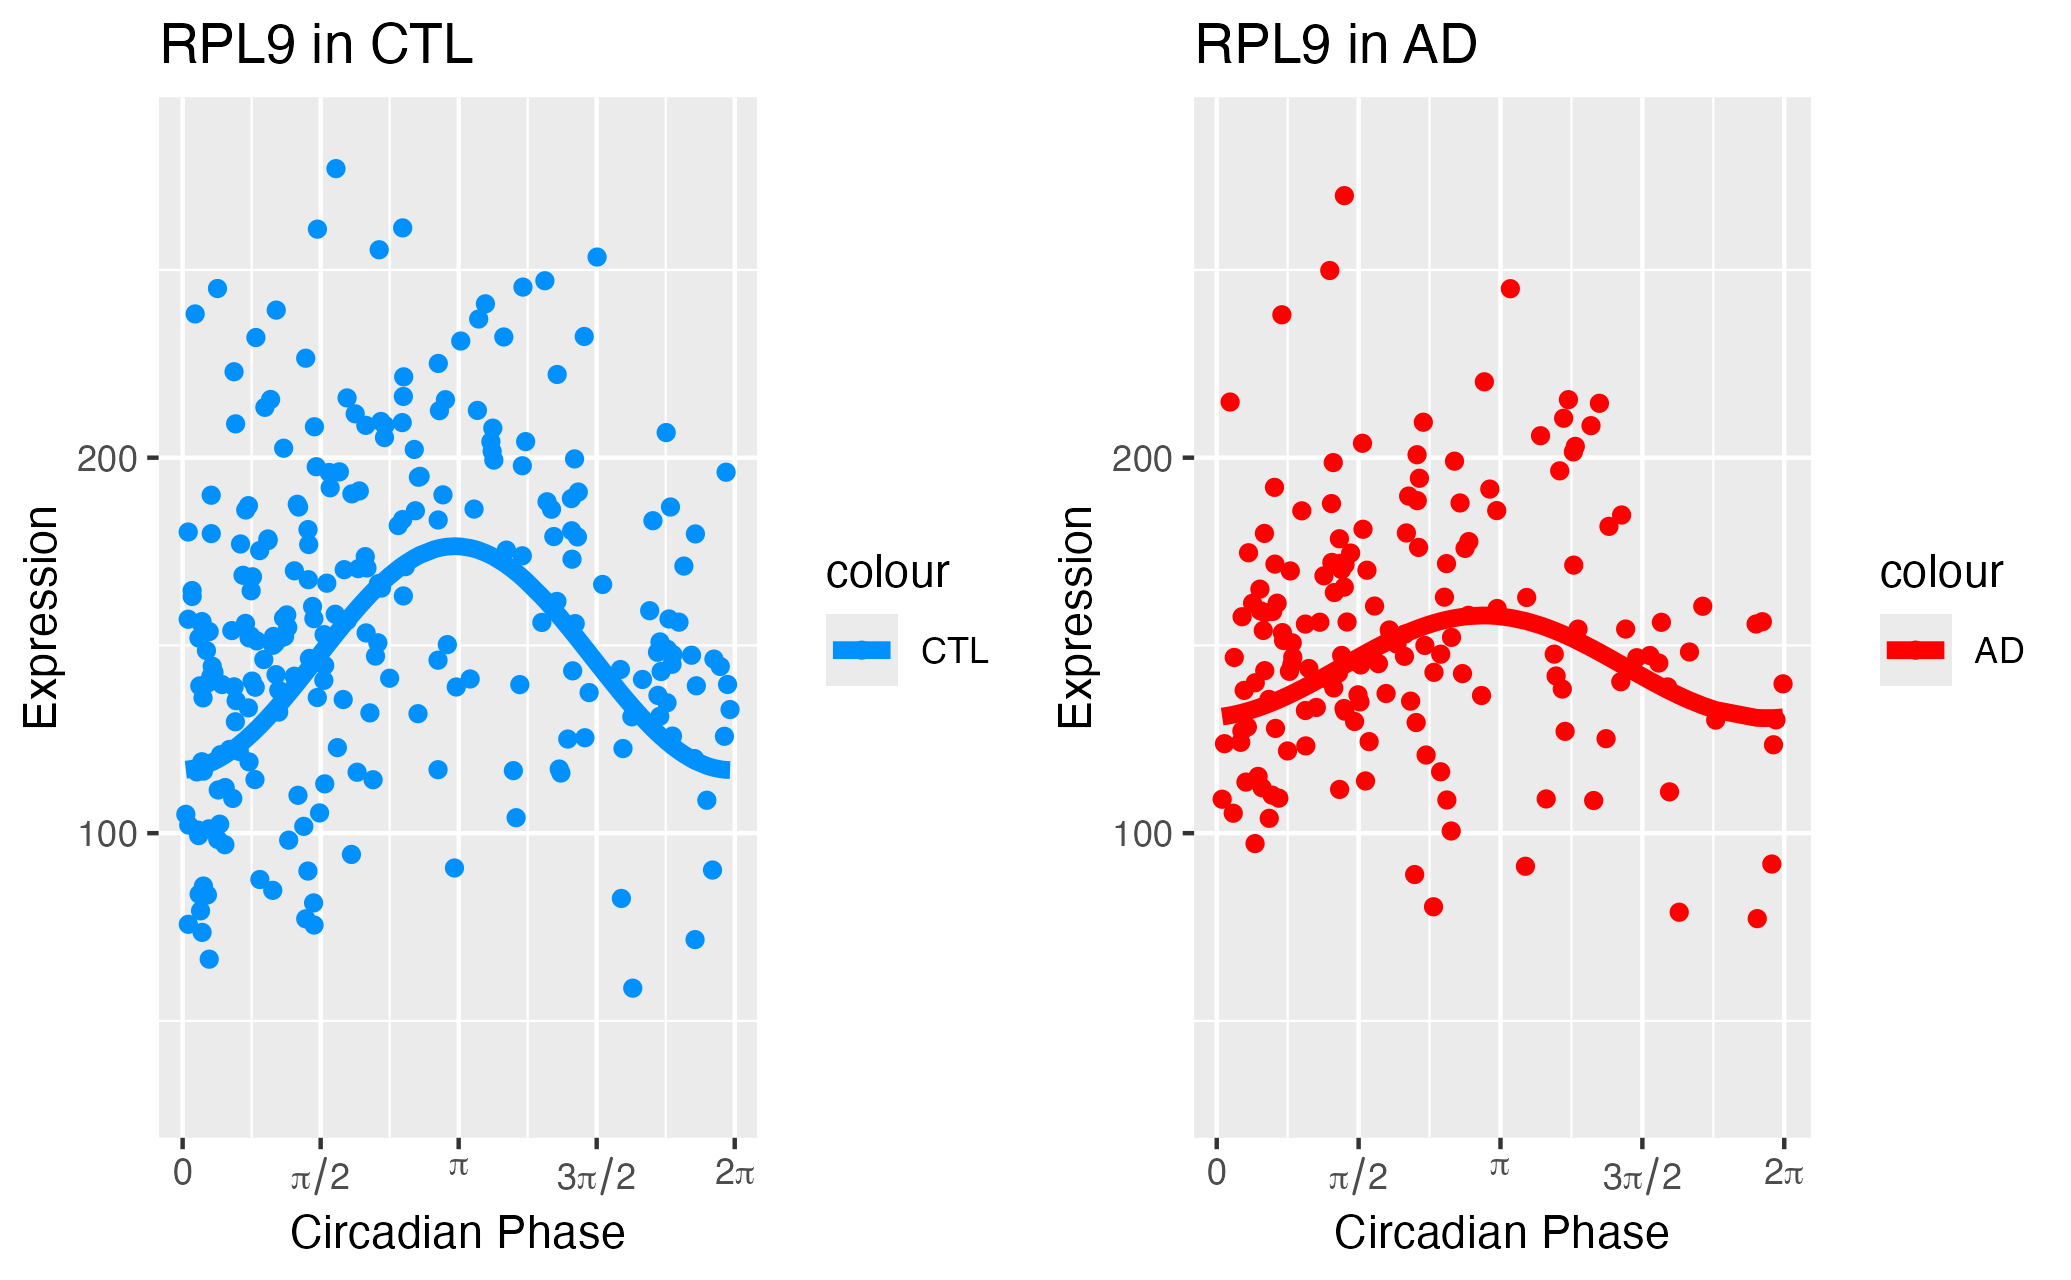 RPL9 in CTL
Expression
200
100
0 π/2 π 3π/2 2π
Circadian Phase
colour
CTL
RPL9 in AD
Expression
200
100
0 π/2 π 3π/2 2π
Circadian Phase
colour
AD